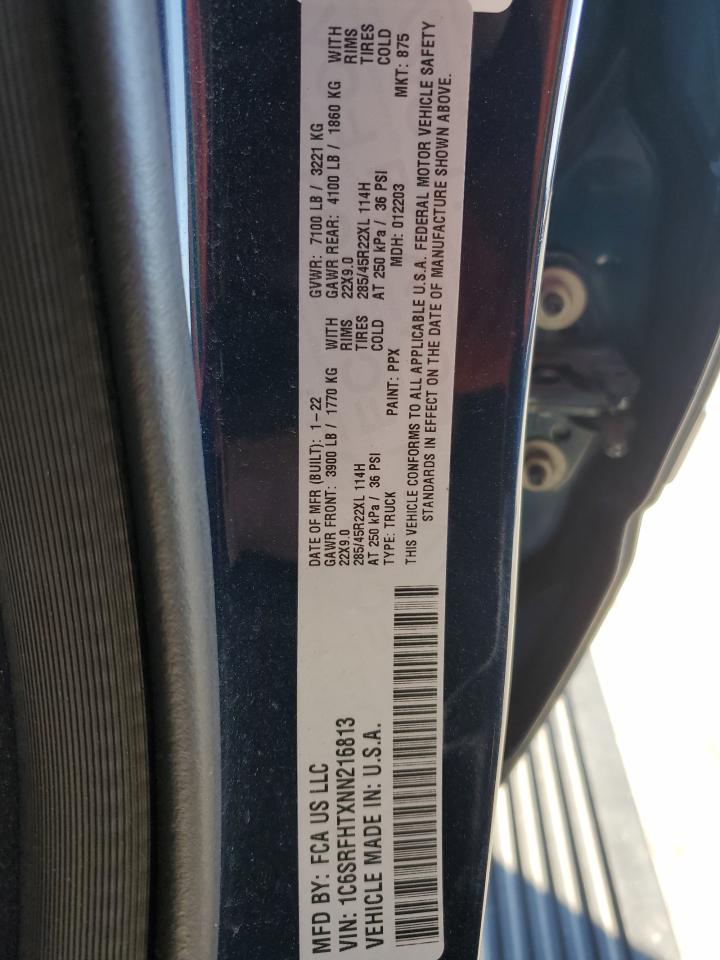 MFD BY: FCA US LLC
VIN: 1C6SRFHTXNN216813
VEHICLE MADE IN: U.S.A.
DATE OF MFR (BUILT): 1-22 GVWR: 7100 LB / 3221 KG
GAWR FRONT: 3900 LB / 1770 KG WITH GAWR REAR: 4100 LB / 1860 KG WITH
22X9.0 RIMS 22X9.0 RIMS
285/45R22XL 114H TIRES 285/45R22XL 114H TIRES
AT 250 kPa / 36 PSI COLD AT 250 kPa / 36 PSI COLD
TYPE: TRUCK PAINT: PPX MDH: 012203 MKT: 875
THIS VEHICLE CONFORMS TO ALL APPLICABLE U.S.A. FEDERAL MOTOR VEHICLE SAFETY
STANDARDS IN EFFECT ON THE DATE OF MANUFACTURE SHOWN ABOVE.